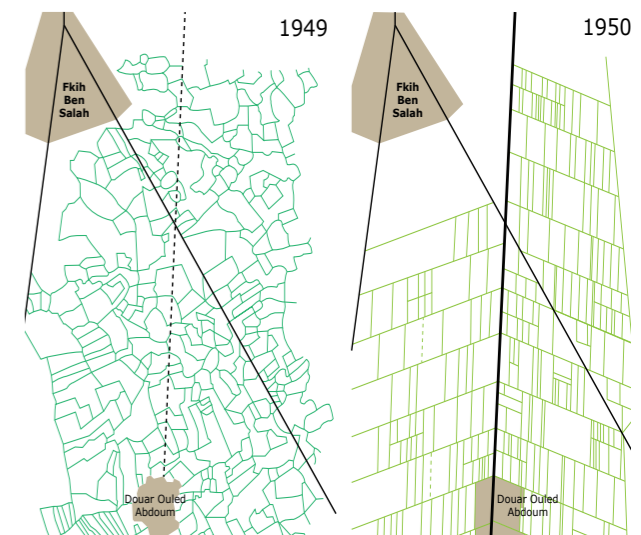 1949
Fkih
Ben
Salah
Douar Ouled
Abdoum
1950
Fkih
Ben
Salah
Douar Ouled
Abdoum